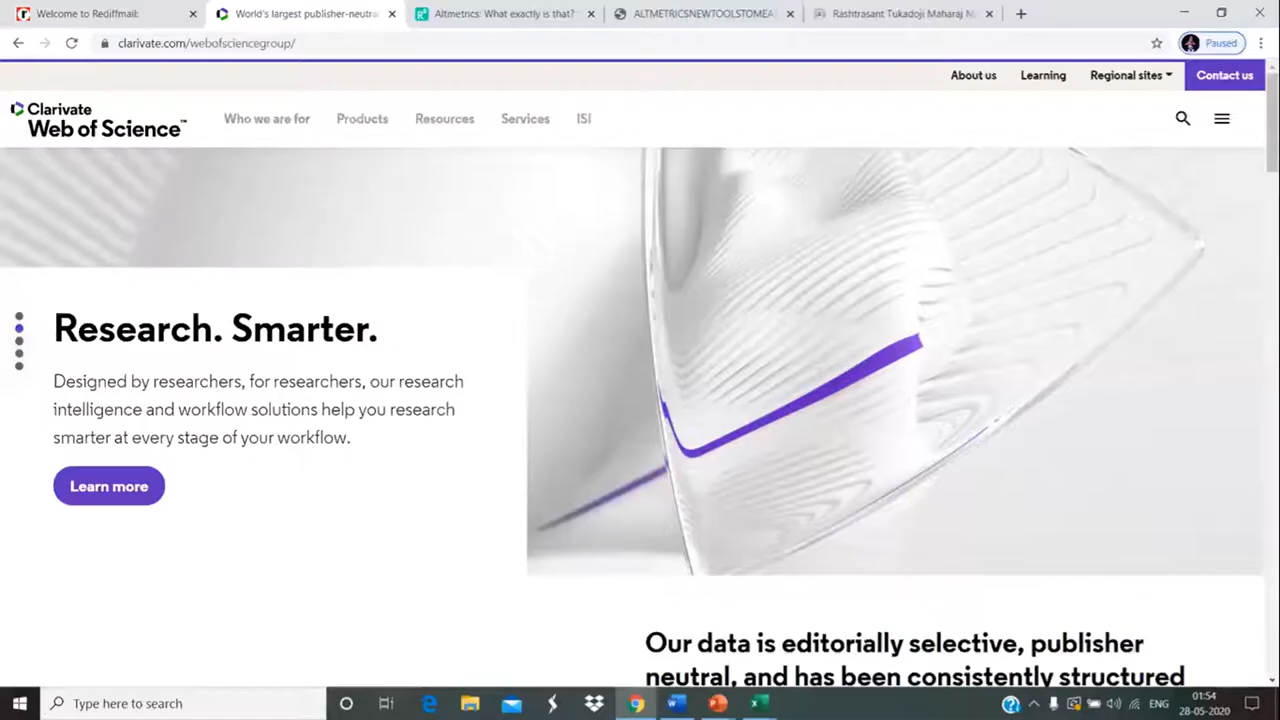 Welcome to Rediffmail:
World's largest publisher-neutra
Altmetrics: What exactly is that?
ALTMETRICSNEWTOOLSTOMEA
Rashtrasant Tukadoji Maharaj N
clarivate.com/webofsciencegroup/
Paused
About us
Learning
Regional sites
Contact us
Clarivate
Web of Science™
Who we are for
Products
Resources
Services
ISI
Research. Smarter.
Designed by researchers, for researchers, our research
intelligence and workflow solutions help you research
smarter at every stage of your workflow.
Learn more
Our data is editorially selective, publisher
neutral, and has been consistently structured
Type here to search
ENG
01:54
28-05-2020